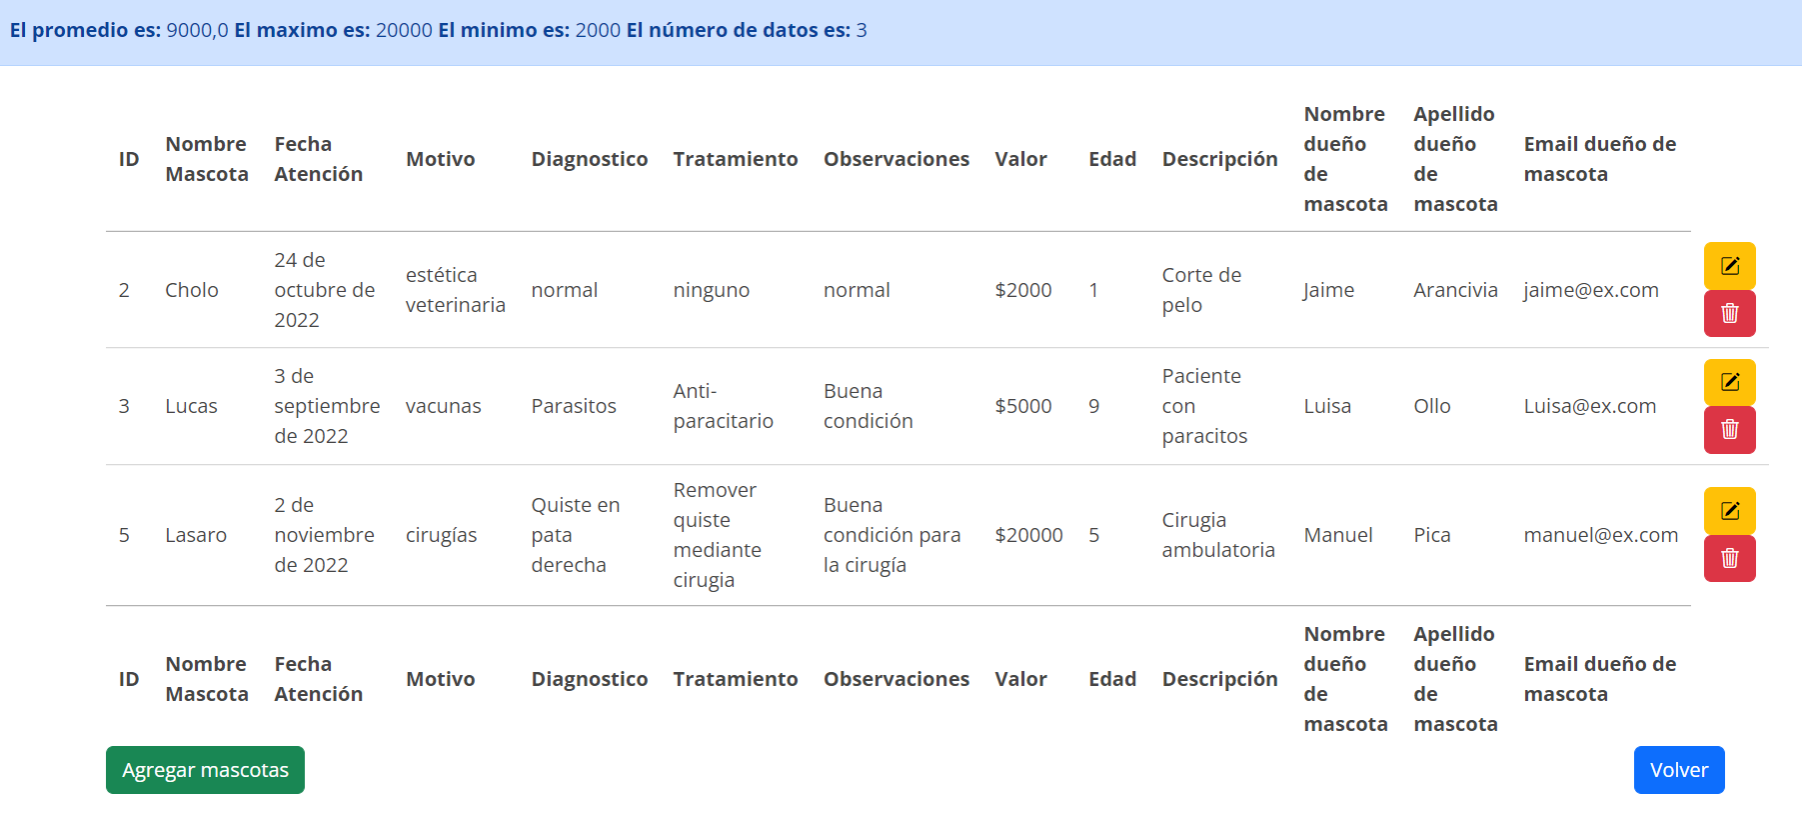 El promedio es: 9000,0 El maximo es: 20000 El minimo es: 2000 El número de datos es: 3
ID
Nombre
Mascota
Fecha
Atención
Motivo
Diagnostico
Tratamiento
Observaciones
Valor
Edad
Descripción
Nombre
dueño
de
mascota
Apellido
dueño
de
mascota
Email dueño de
mascota
2
Cholo
24 de
octubre de
2022
estética
veterinaria
normal
ninguno
normal
$2000
1
Corte de
pelo
Jaime
Arancivia
jaime@ex.com
3
Lucas
3 de
septiembre
de 2022
vacunas
Parasitos
Anti-
paracitario
Buena
condición
$5000
9
Paciente
con
paracitos
Luisa
Ollo
Luisa@ex.com
5
Lasaro
2 de
noviembre
de 2022
cirugías
Quiste en
pata
derecha
Remover
quiste
mediante
cirugia
Buena
condición para
la cirugía
$20000
5
Cirugia
ambulatoria
Manuel
Pica
manuel@ex.com
ID
Nombre
Mascota
Fecha
Atención
Motivo
Diagnostico
Tratamiento
Observaciones
Valor
Edad
Descripción
Nombre
dueño
de
mascota
Apellido
dueño
de
mascota
Email dueño de
mascota
Agregar mascotas
Volver